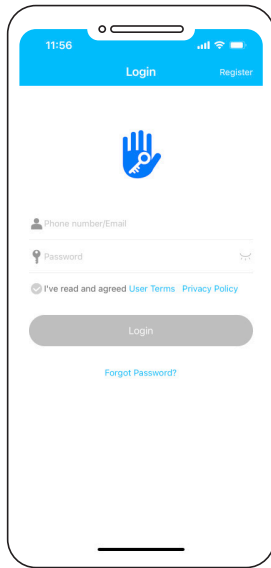 11:56
Login
Register
Phone number/Email
Password
I've read and agreed User Terms Privacy Policy
Login
Forgot Password?